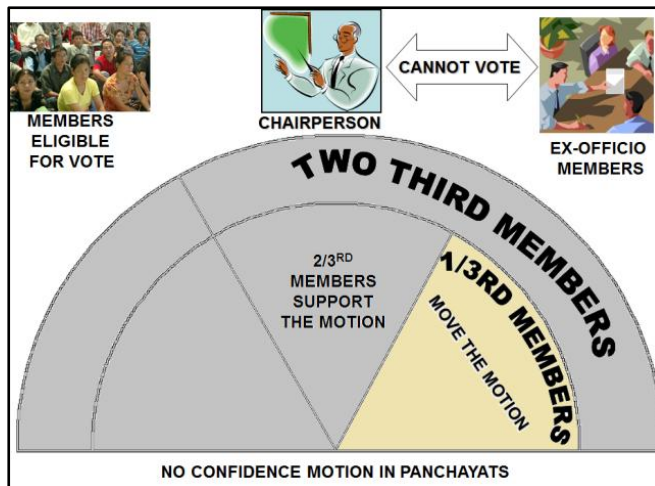 MEMBERS
ELIGIBLE
FOR VOTE
CHAIRPERSON
CANNOT VOTE
EX-OFFICIO
MEMBERS
TWO THIRD MEMBERS
2/3RD
MEMBERS
SUPPORT
THE MOTION
1/3RD MEMBERS
MOVE THE MOTION
NO CONFIDENCE MOTION IN PANCHAYATS